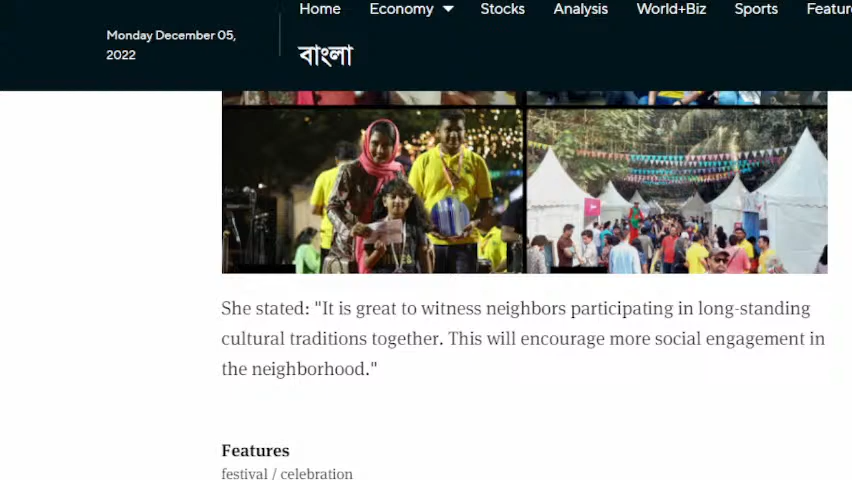 Home Economy Stocks Analysis World+Biz Sports Featur
Monday December 05,
2022
বাংলা
She stated: "It is great to witness neighbors participating in long-standing
cultural traditions together. This will encourage more social engagement in
the neighborhood."
Features
festival / celebration